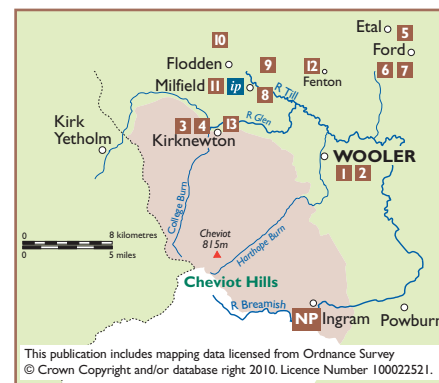 Etal 5
10
Ford
Flodden 9 12
6 7
Milfield 11 ip 8 Fenton
R Till
Kirk
Yetholm
3 4 13 R Glen
Kirknewton
WOOLER
1 2
College Burn
Cheviot
815m
Harthope Burn
0 8 kilometres
0 5 miles
Cheviot Hills
R Breamish
NP Ingram
Powburn
This publication includes mapping data licensed from Ordnance Survey
© Crown Copyright and/or database right 2010. Licence Number 100022521.